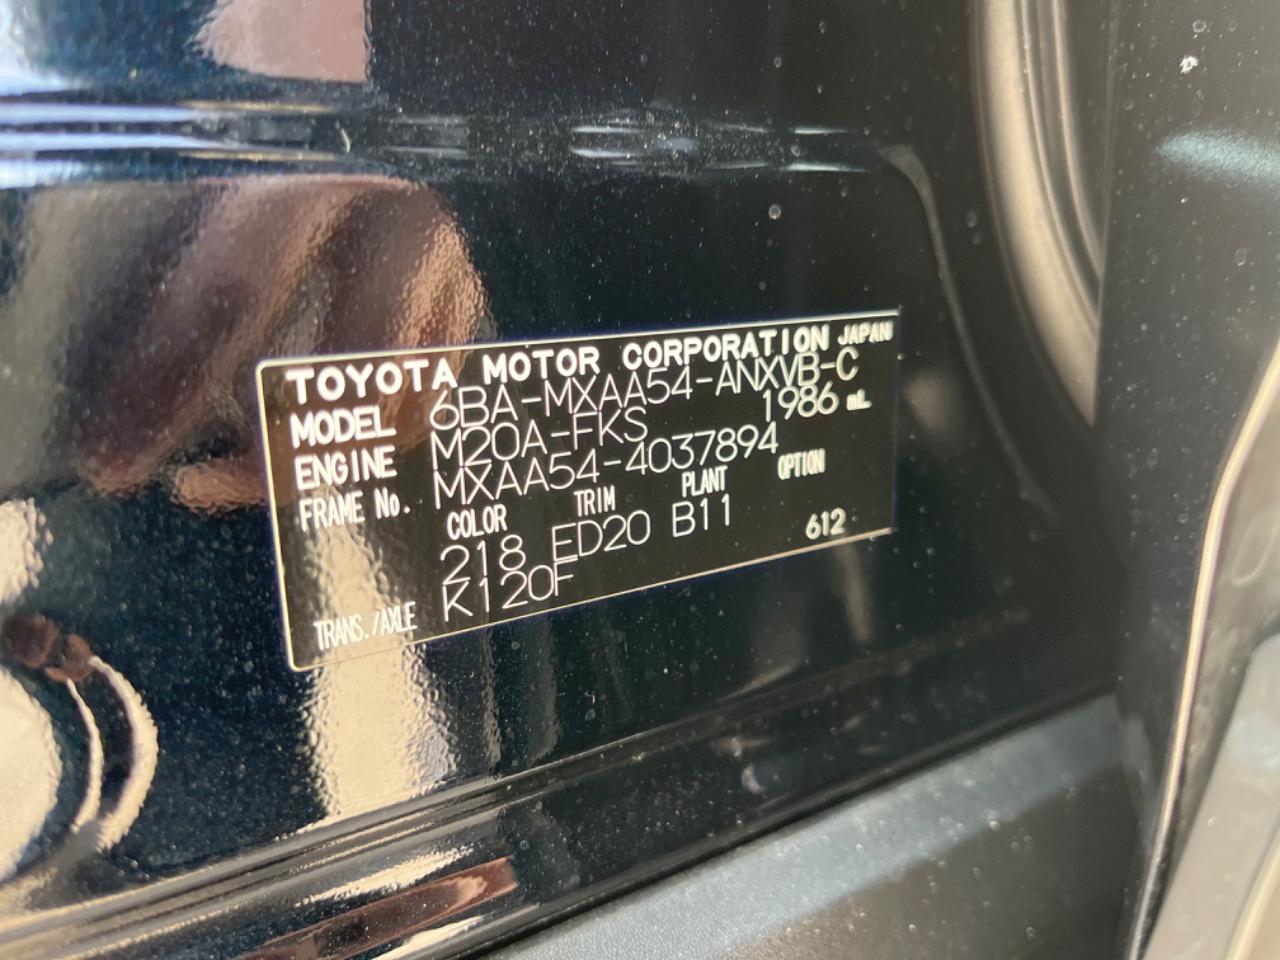 TOYOTA MOTOR CORPORATION JAPAN
MODEL 6BA-MXAA54-ANXVB-C
ENGINE M20A-FKS 1986 mL
FRAME No. MXAA54-4037894
COLOR TRIM PLANT OPTION
218 ED20 B11 612
TRANS./AXLE K120F